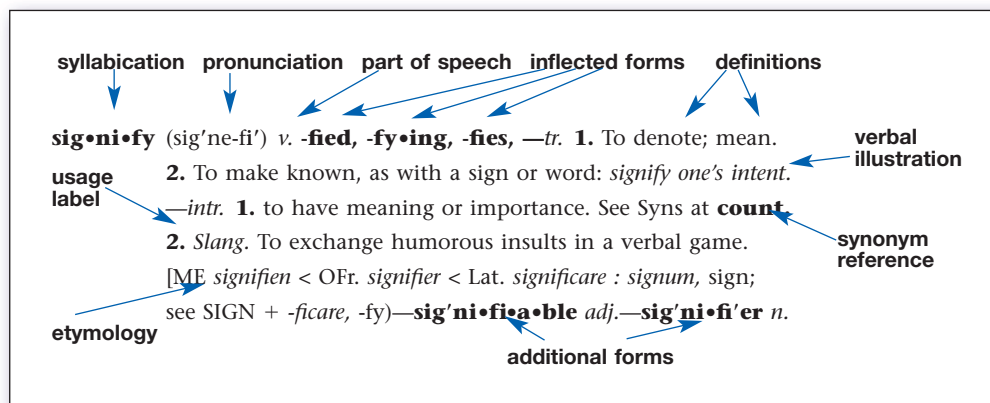 syllabication pronunciation part of speech inflected forms definitions
sig•ni•fy (sig'ne-fi') v. -fied, -fy•ing, -fies, —tr. 1. To denote; mean.
verbal
illustration
2. To make known, as with a sign or word: signify one's intent.
usage
label
—intr. 1. to have meaning or importance. See Syns at count.
2. Slang. To exchange humorous insults in a verbal game.
synonym
reference
[ME signifien < OFr. signifier < Lat. significare : signum, sign;
see SIGN + -ficare, -fy)—sig'ni•fi•a•ble adj.—sig'ni•fi'er n.
etymology
additional forms